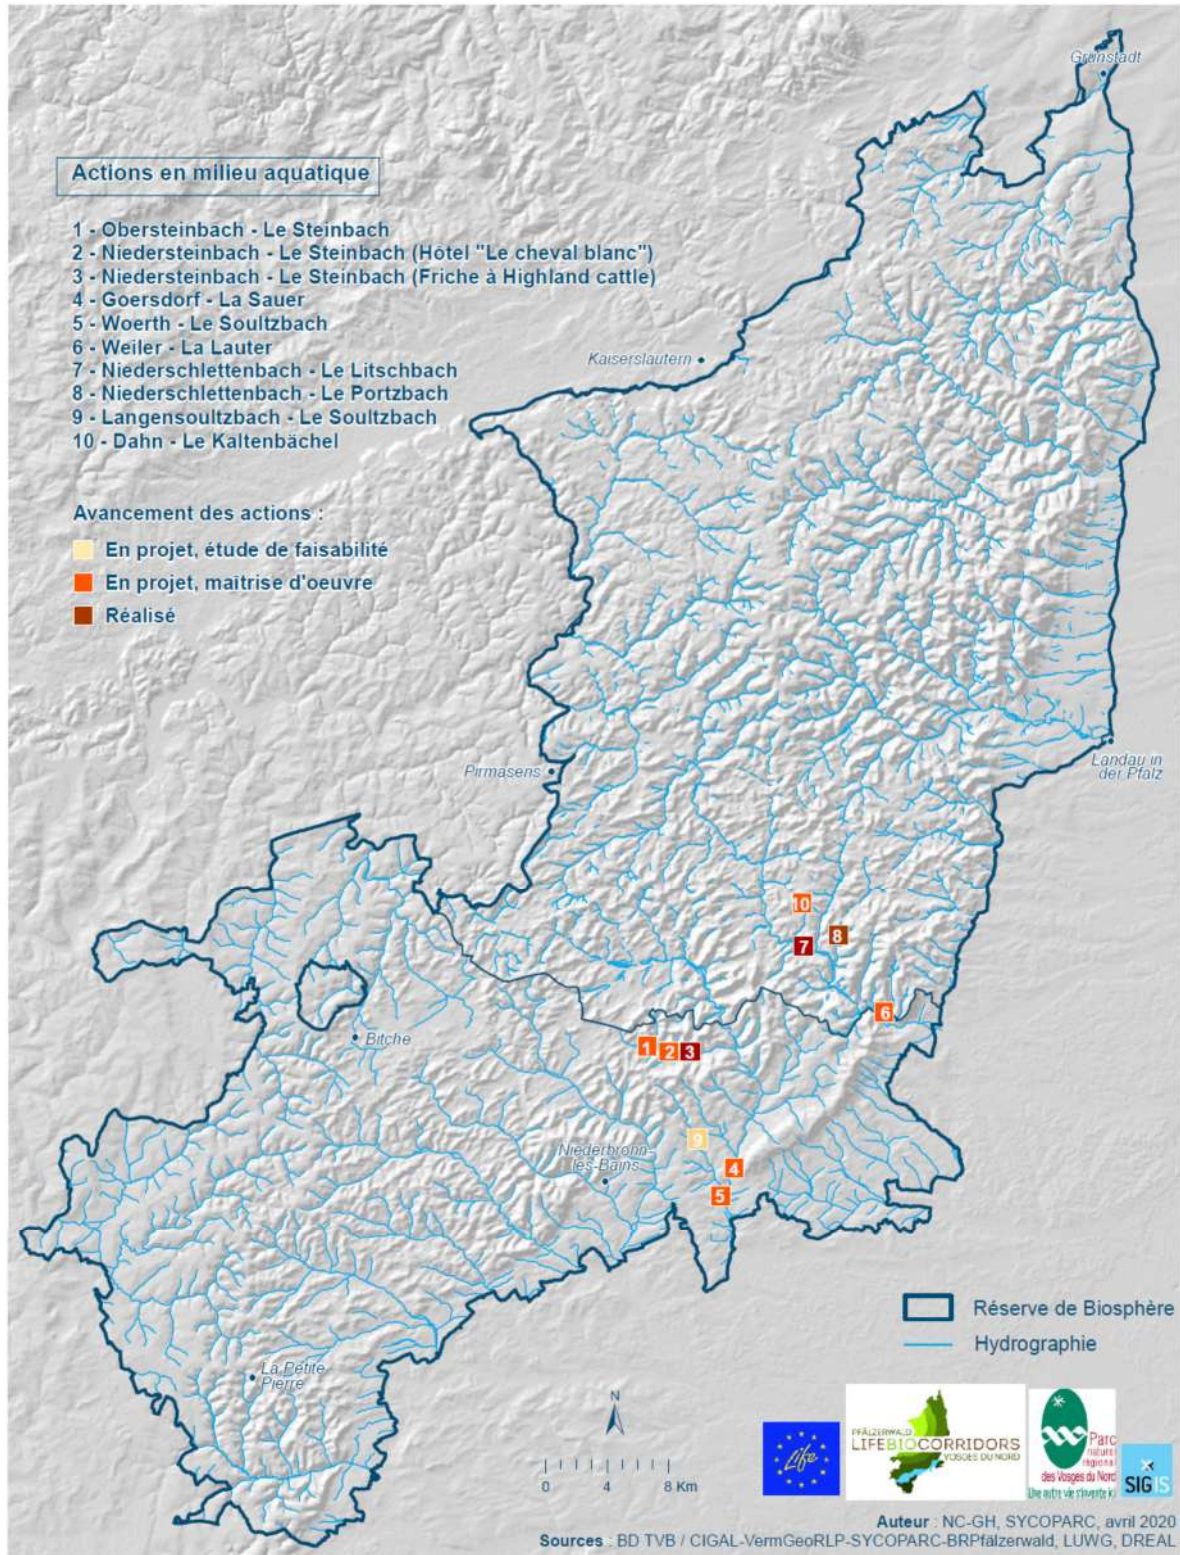 Grünstadt
Actions en milieu aquatique
1 - Obersteinbach - Le Steinbach
2 - Niedersteinbach - Le Steinbach (Hôtel "Le cheval blanc")
3 - Niedersteinbach - Le Steinbach (Friche à Highland cattle)
4 - Goersdorf - La Sauer
5 - Woerth - Le Soultzbach
6 - Weiler - La Lauter
7 - Niederschlettenbach - Le Litschbach
8 - Niederschlettenbach - Le Portzbach
9 - Langensoultzbach - Le Soultzbach
10 - Dahn - Le Kaltenbächel
Kaiserslautern
Avancement des actions :
En projet, étude de faisabilité
En projet, maîtrise d'oeuvre
Réalisé
Landau in
der Pfalz
Pirmasens
10
8
7
6
Bitche
1
2
3
9
Niederbronn-
les-Bains
4
5
Réserve de Biosphère
Hydrographie
La Petite
Pierre
N
0 4 8 Km
Life
PFÄLZERWALD
LIFEBIOCORRIDORS
VOSGES DU NORD
Parc
naturel
régional
des Vosges du Nord
Une autre vie s'invente ici
SIGIS
Auteur : NC-GH, SYCOPARC, avril 2020
Sources : BD TVB / CIGAL-VermGeoRLP-SYCOPARC-BRPfälzerwald, LUWG, DREAL